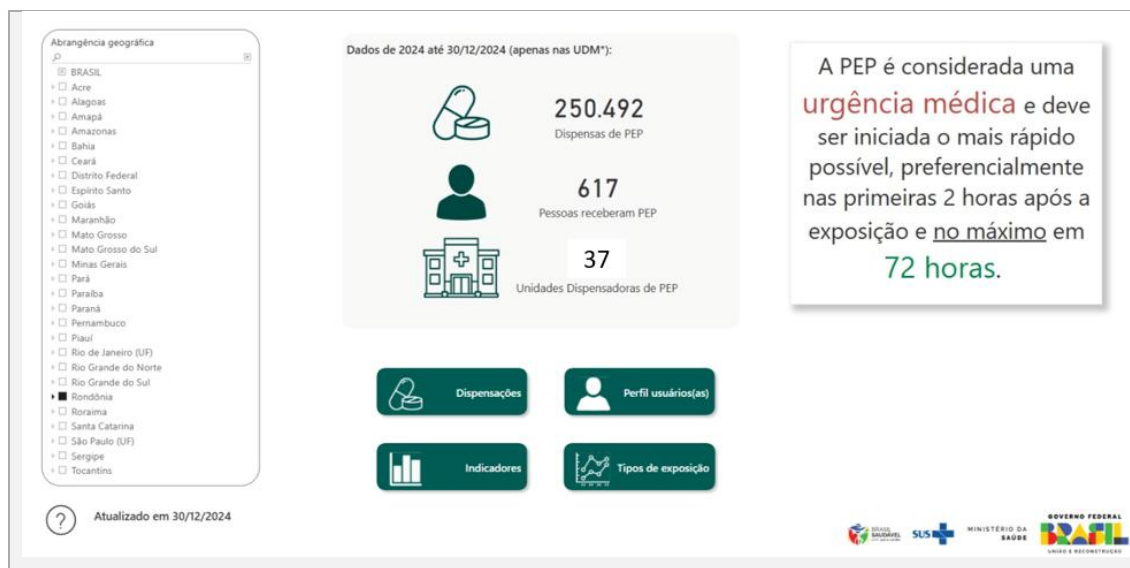 Abrangência geográfica
BRASIL
Acre
Alagoas
Amapá
Amazonas
Bahia
Ceará
Distrito Federal
Espírito Santo
Goiás
Maranhão
Mato Grosso
Mato Grosso do Sul
Minas Gerais
Pará
Paraíba
Paraná
Pernambuco
Piauí
Rio de Janeiro (UF)
Rio Grande do Norte
Rio Grande do Sul
Rondônia
Roraima
Santa Catarina
São Paulo (UF)
Sergipe
Tocantins
?
Atualizado em 30/12/2024
Dados de 2024 até 30/12/2024 (apenas nas UDM*):
250.492
Dispensas de PEP
617
Pessoas receberam PEP
37
Unidades Dispensadoras de PEP
Dispensações
Perfil usuários(as)
Indicadores
Tipos de exposição
A PEP é considerada uma
urgência médica e deve
ser iniciada o mais rápido
possível, preferencialmente
nas primeiras 2 horas após a
exposição e no máximo em
72 horas.
BRASIL
SAUDÁVEL
SUS
MINISTÉRIO DA
SAÚDE
GOVERNO FEDERAL
BRASIL
UNIÃO E RECONSTRUÇÃO